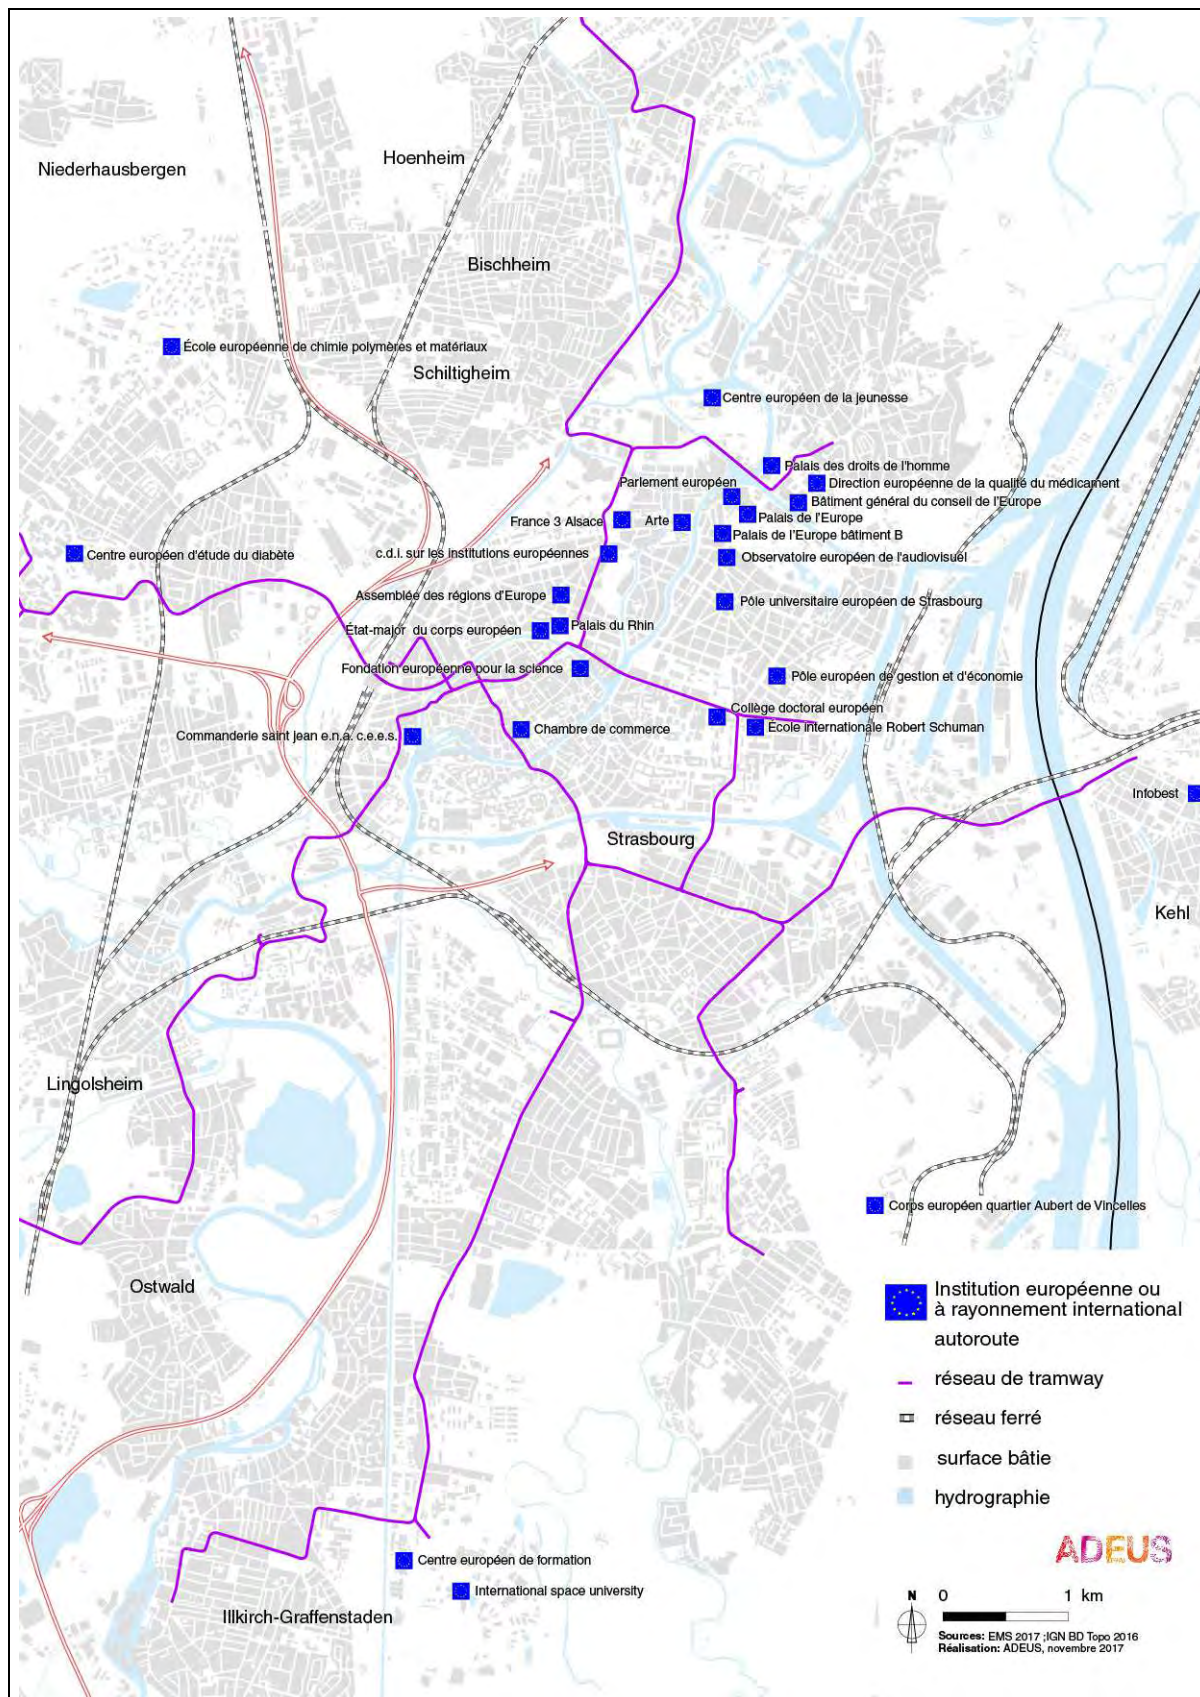 Niederhausbergen
Hoenheim
Bischheim
École européenne de chimie polymères et matériaux
Schiltigheim
Centre européen de la jeunesse
Palais des droits de l'homme
Parlement européen
Direction européenne de la qualité du médicament
Bâtiment général du conseil de l'Europe
France 3 Alsace
Arte
Palais de l'Europe
Palais de l'Europe bâtiment B
Centre européen d'étude du diabète
c.d.i. sur les institutions européennes
Observatoire européen de l'audiovisuel
Assemblée des régions d'Europe
Pôle universitaire européen de Strasbourg
État-major du corps européen
Palais du Rhin
Fondation européenne pour la science
Pôle européen de gestion et d'économie
Collège doctoral européen
Commanderie saint jean e.n.a. c.e.e.s.
Chambre de commerce
École internationale Robert Schuman
Infobest
Strasbourg
Kehl
Lingolsheim
Corps européen quartier Aubert de Vincelles
Ostwald
Institution européenne ou
à rayonnement international
autoroute
réseau de tramway
réseau ferré
surface bâtie
hydrographie
ADEUS
Centre européen de formation
International space university
Illkirch-Graffenstaden
N
0 1 km
Sources: EMS 2017 ;IGN BD Topo 2016
Réalisation: ADEUS, novembre 2017